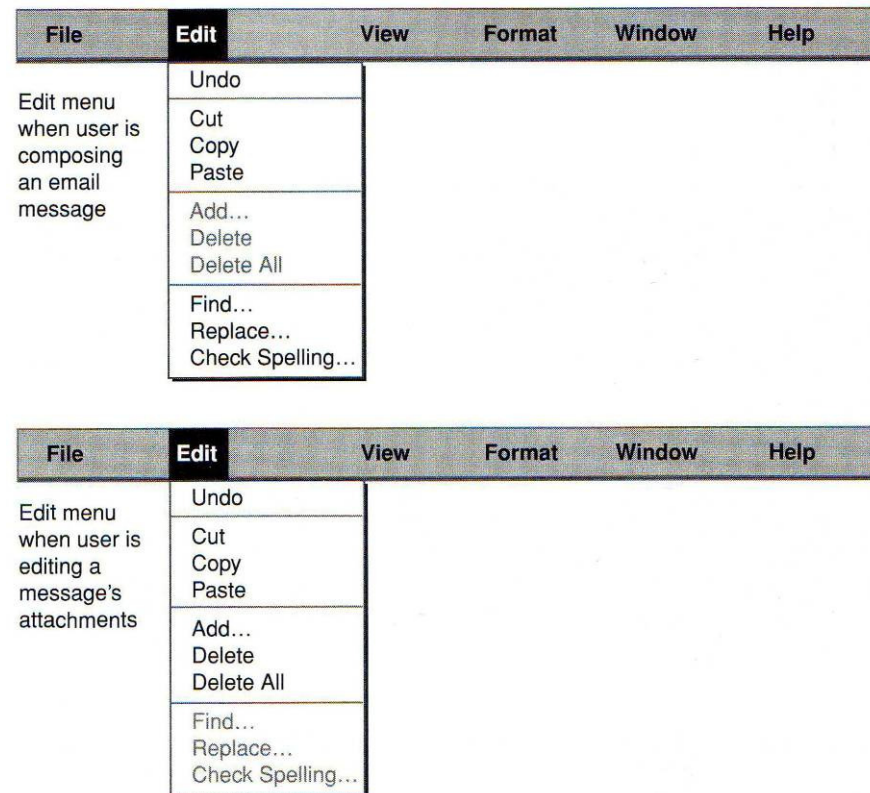 File Edit View Format Window Help
Edit menu
when user is
composing
an email
message
Undo
Cut
Copy
Paste
Add...
Delete
Delete All
Find...
Replace...
Check Spelling...
File Edit View Format Window Help
Edit menu
when user is
editing a
message's
attachments
Undo
Cut
Copy
Paste
Add...
Delete
Delete All
Find...
Replace...
Check Spelling...